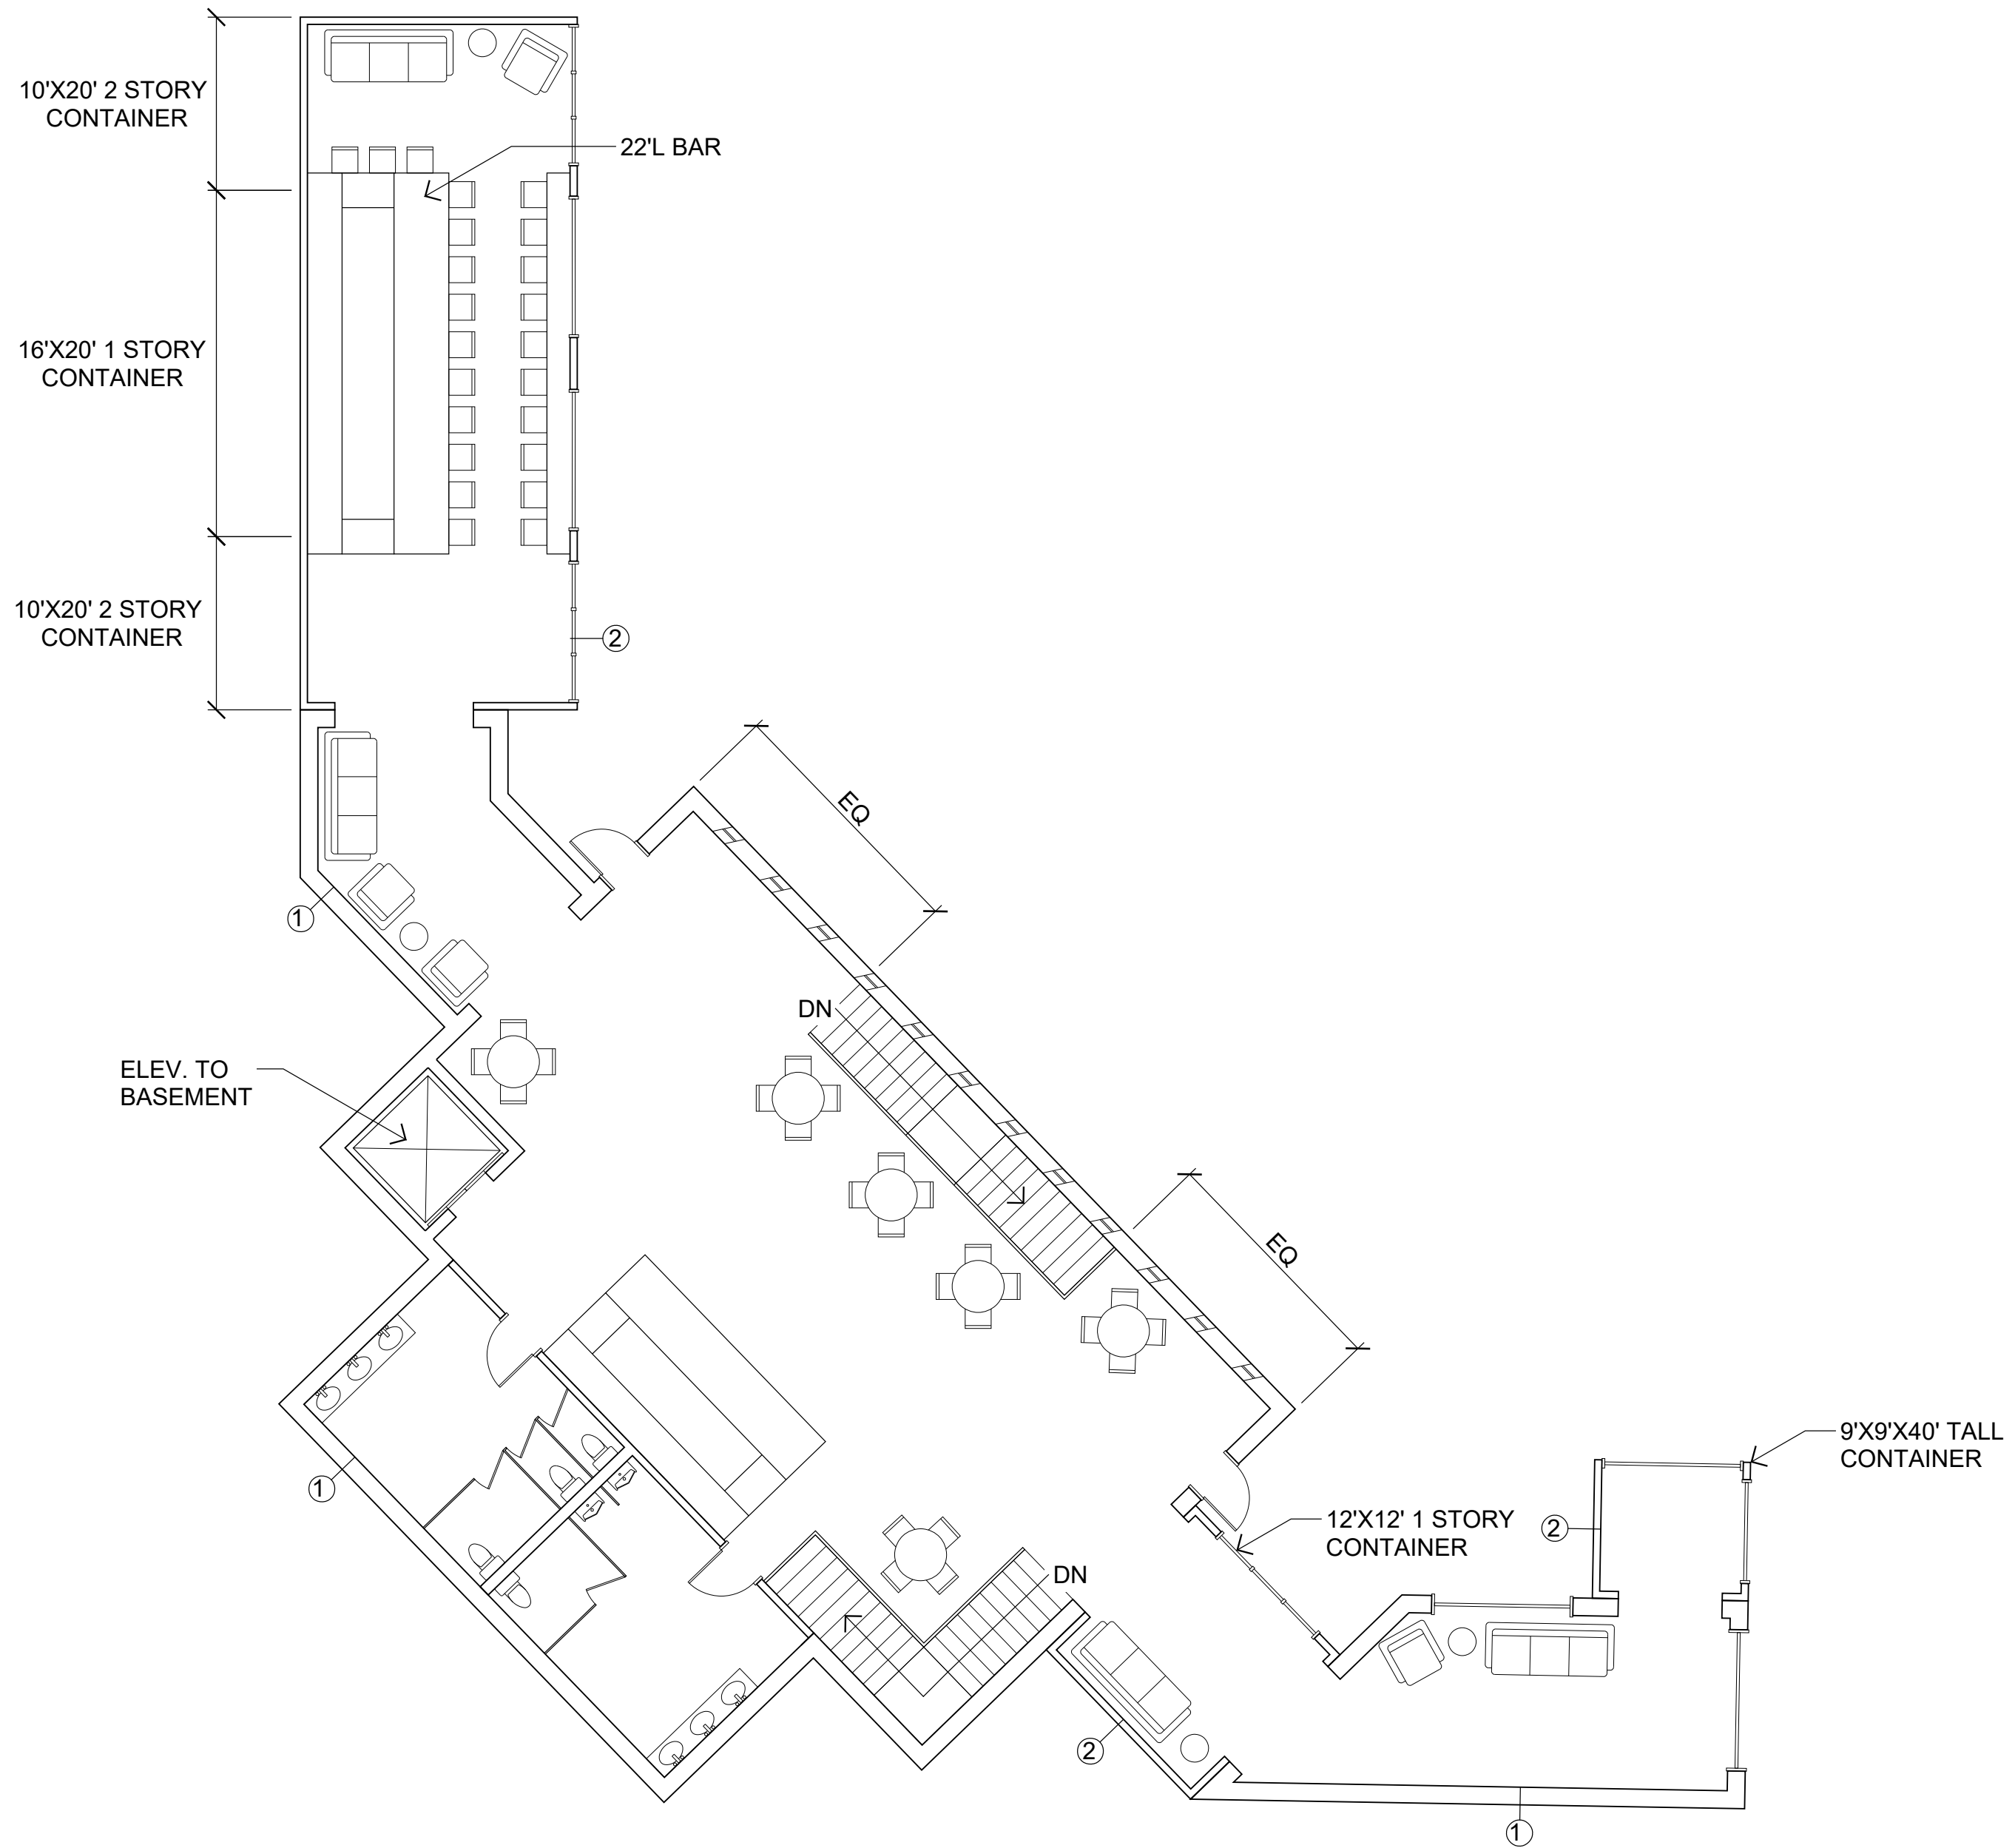 10'X20' 2 STORY
CONTAINER
22'L BAR
16'X20' 1 STORY
CONTAINER
10'X20' 2 STORY
CONTAINER
2
EQ
1
DN
ELEV. TO
BASEMENT
EQ
9'X9'X40' TALL
CONTAINER
1
12'X12' 1 STORY
CONTAINER
2
DN
2
1